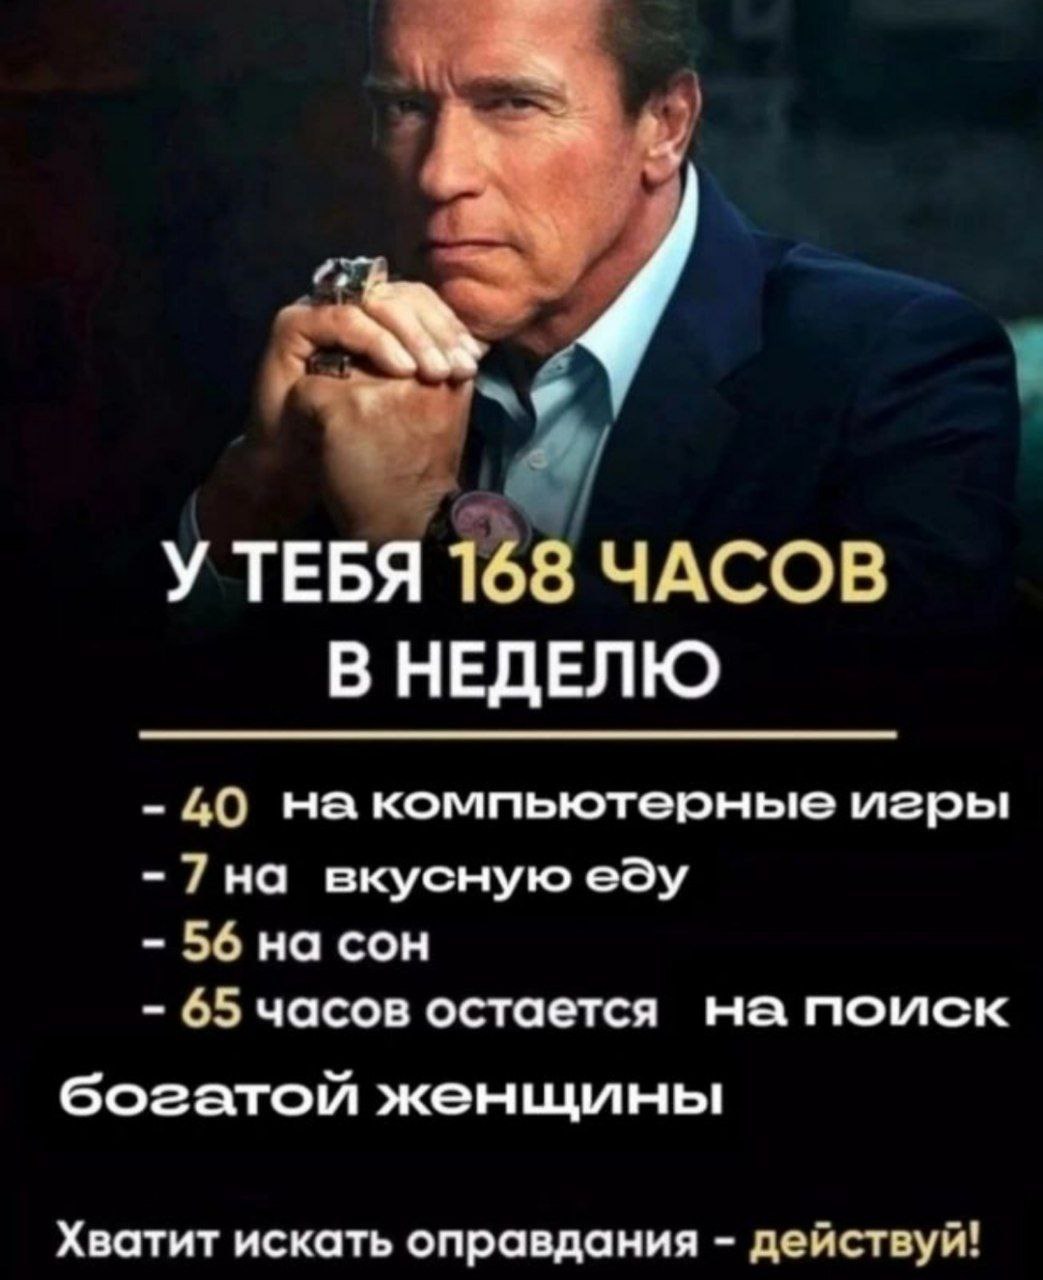 У ТЕБЯ 168 ЧАСОВ
В НЕДЕЛЮ
- 40 на компьютерные игры
- 7 на вкусную еду
- 56 на сон
- 65 часов остается на поиск
богатой женщины
Хватит искать оправдания - действуй!